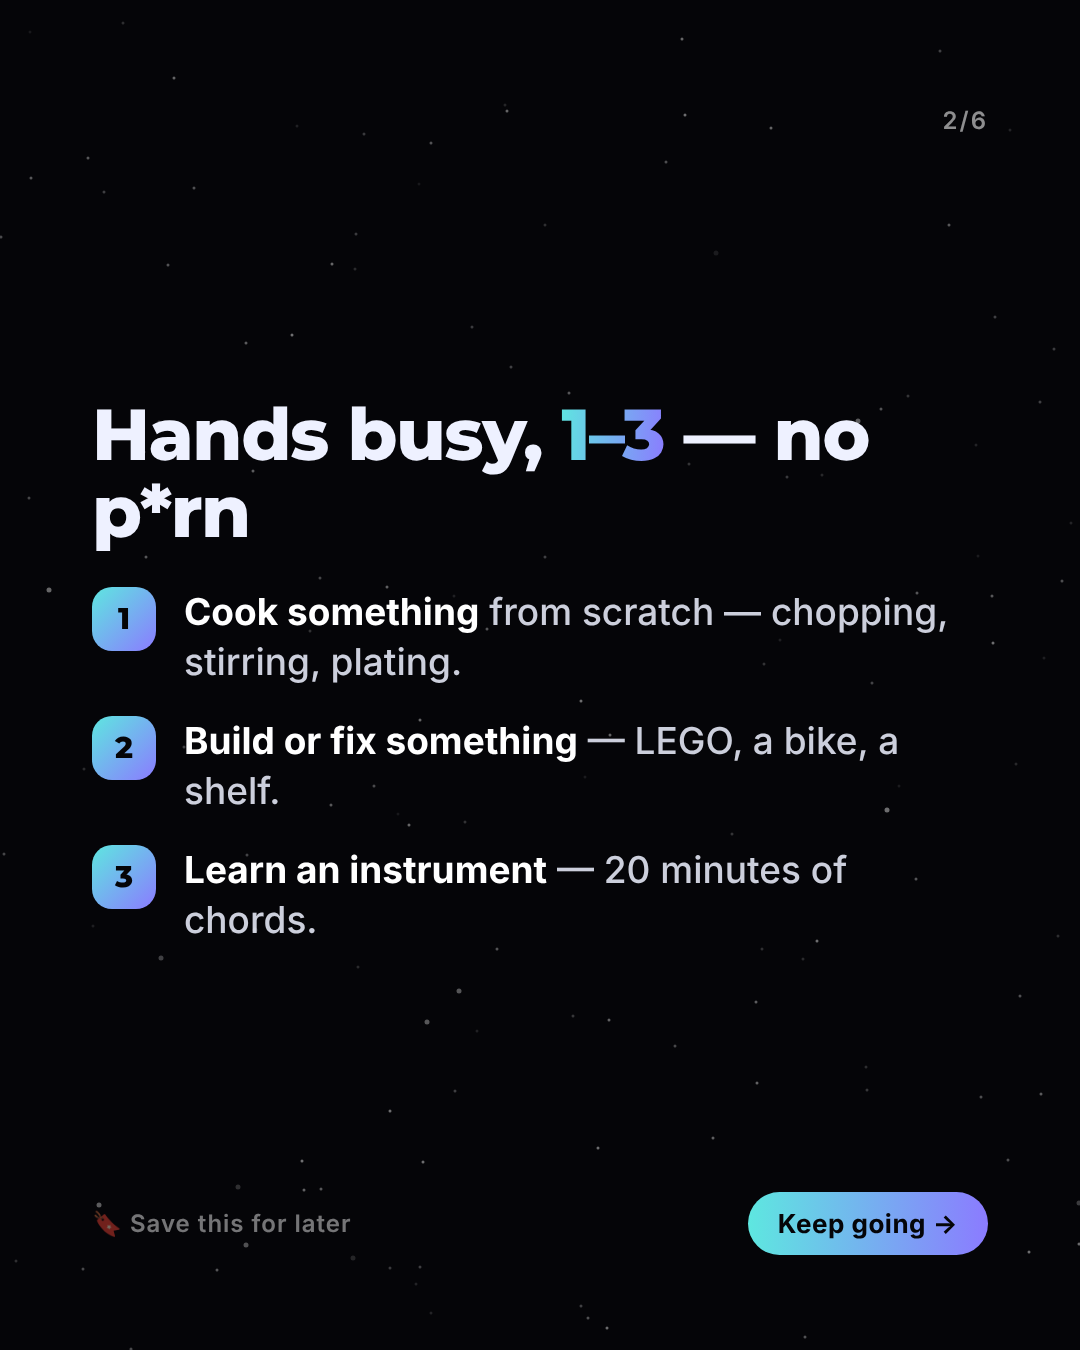 2/6
Hands busy, 1–3 — no
p*rn
1
Cook something from scratch — chopping,
stirring, plating.
2
Build or fix something — LEGO, a bike, a
shelf.
3
Learn an instrument — 20 minutes of
chords.
🔖 Save this for later
Keep going →